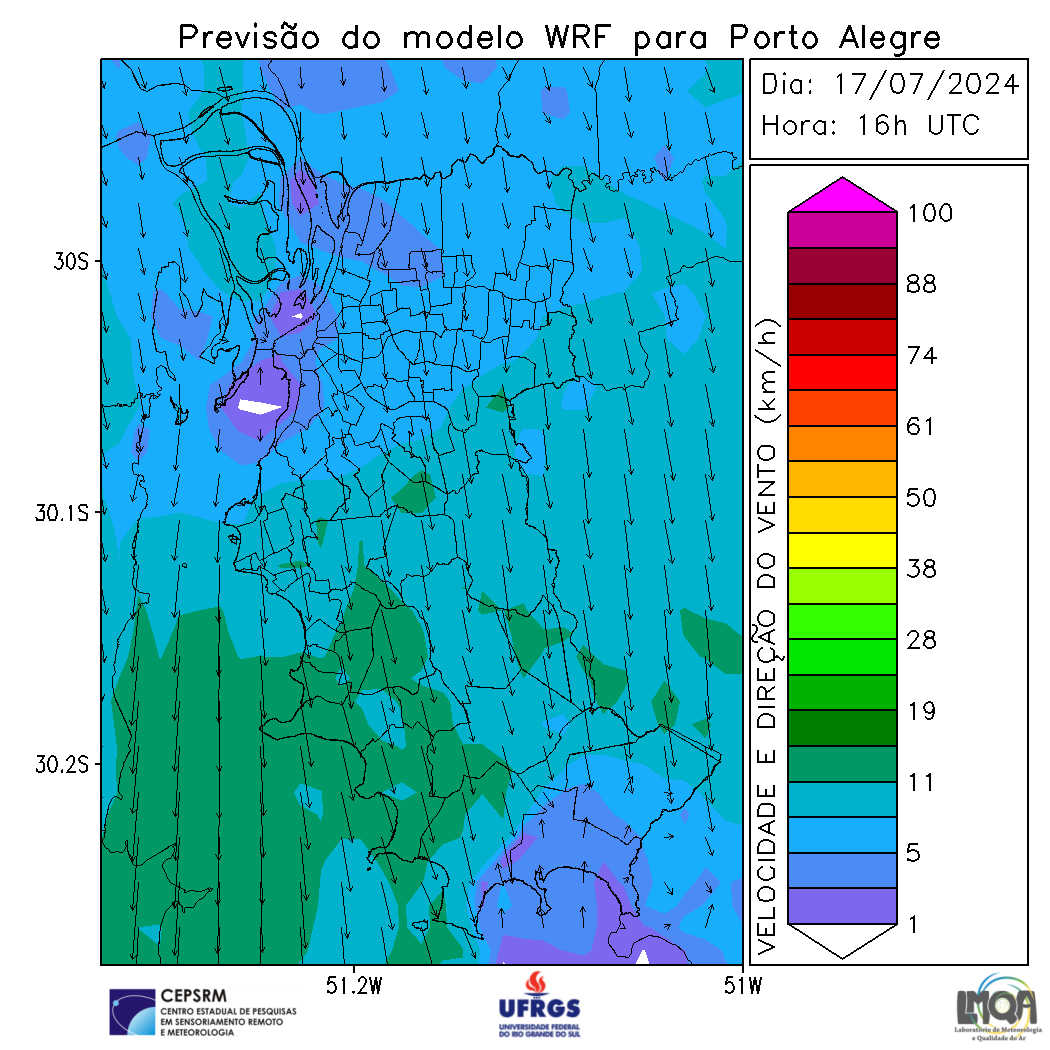 Previsão do modelo WRF para Porto Alegre
Dia: 17/07/2024
Hora: 16h UTC
30S
30.1S
30.2S
51.2W
51W
VELOCIDADE E DIREÇÃO DO VENTO (km/h)
100
88
74
61
50
38
28
19
11
5
1
CEPSRM
CENTRO ESTADUAL DE PESQUISAS
EM SENSORIAMENTO REMOTO
E METEOROLOGIA
UFRGS
UNIVERSIDADE FEDERAL
DO RIO GRANDE DO SUL
LMQA
Laboratório de Meteorologia
e Qualidade do Ar